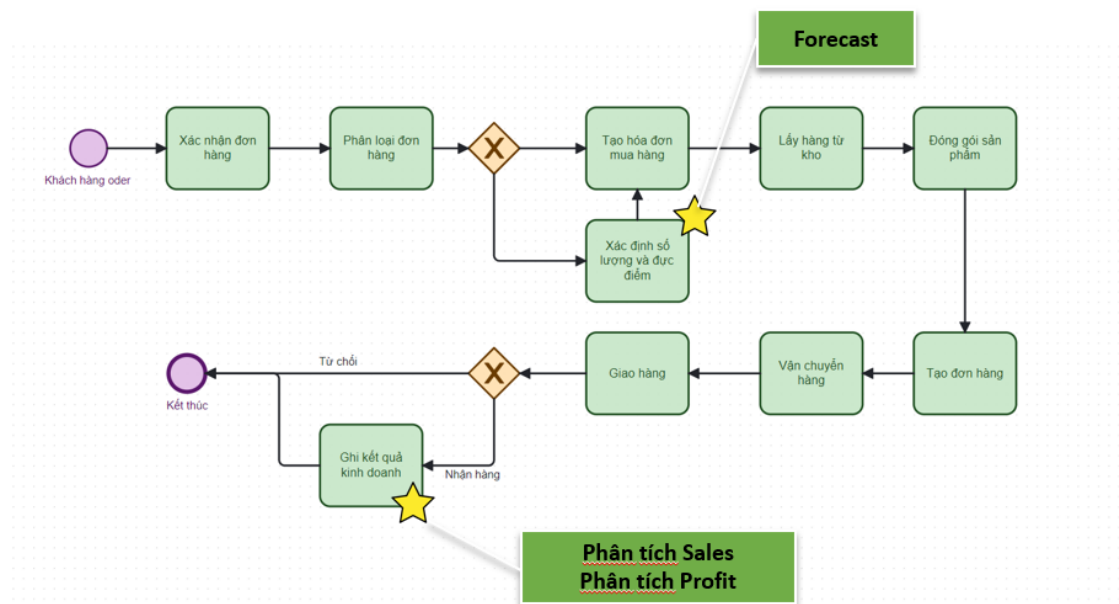 Forecast
Xác nhận đơn
hàng
Phân loại đơn
hàng
X
Tạo hóa đơn
mua hàng
Lấy hàng từ
kho
Đóng gói sản
phẩm
Khách hàng oder
Xác định số
lượng và đực
điểm
Từ chối
X
Giao hàng
Vận chuyển
hàng
Tạo đơn hàng
Kết thúc
Ghi kết quả
kinh doanh
Nhận hàng
Phân tích Sales
Phân tích Profit